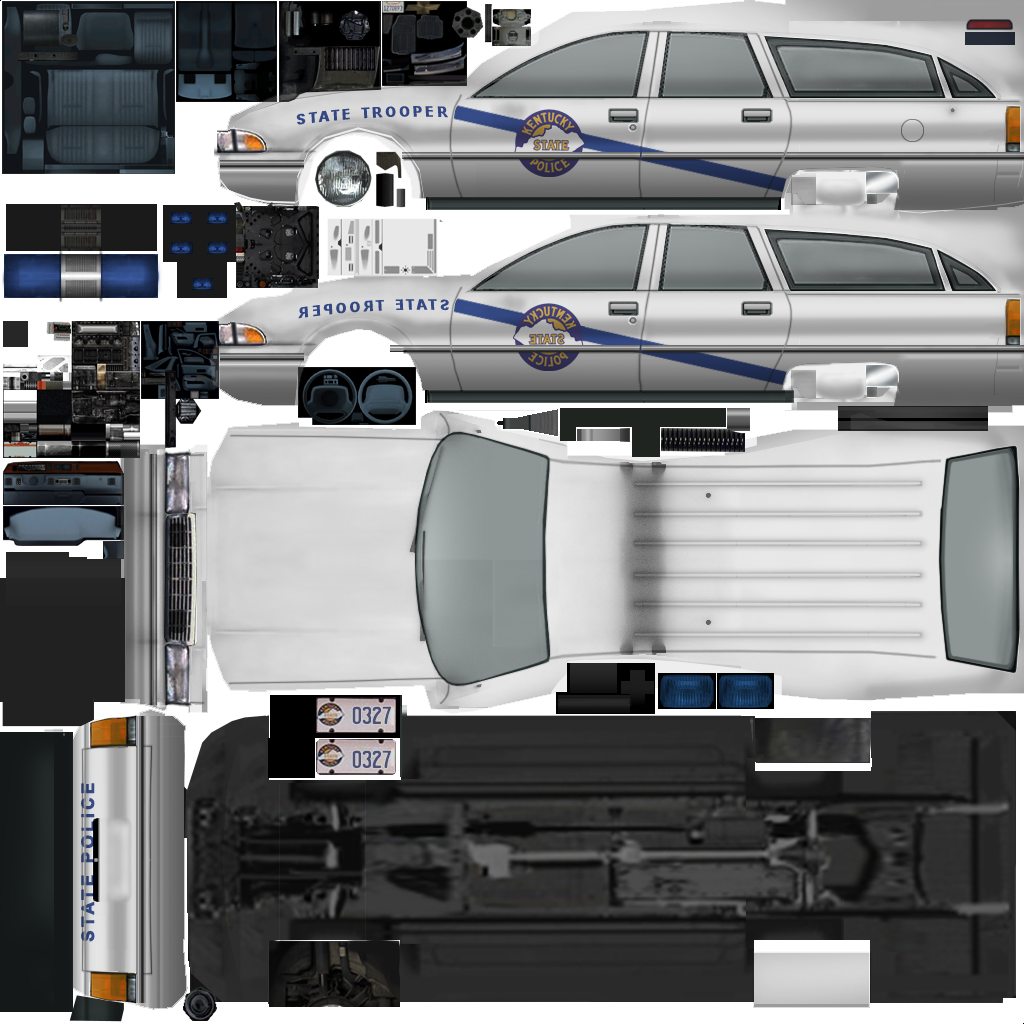 STATE TROOPER
KENTUCKY
STATE
POLICE
STATE TROOPER
KENTUCKY
STATE
POLICE
0327
0327
STATE POLICE